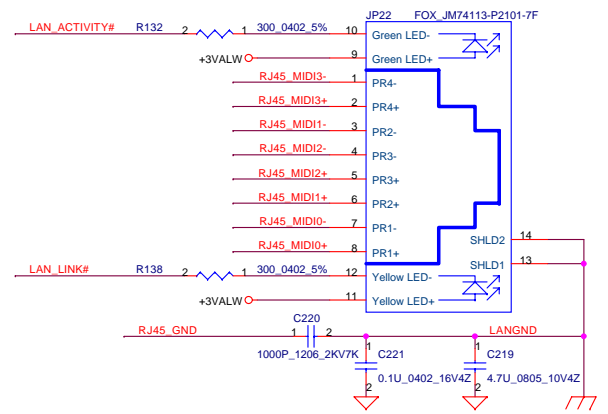 JP22 FOX_JM74113-P2101-7F
LAN_ACTIVITY# R132 2 1 300_0402_5% 10 Green LED-
+3VALW 9 Green LED+
RJ45_MIDI3- 1 PR4-
RJ45_MIDI3+ 2 PR4+
RJ45_MIDI1- 3 PR2-
RJ45_MIDI2- 4 PR3-
RJ45_MIDI2+ 5 PR3+
RJ45_MIDI1+ 6 PR2+
RJ45_MIDI0- 7 PR1-
SHLD2 14
RJ45_MIDI0+ 8 PR1+
SHLD1 13
LAN_LINK# R138 2 1 300_0402_5% 12 Yellow LED-
+3VALW 11 Yellow LED+
C220
RJ45_GND 1 2 LANGND
1000P_1206_2KV7K
1 C221 1 C219
0.1U_0402_16V4Z 4.7U_0805_10V4Z
2 2